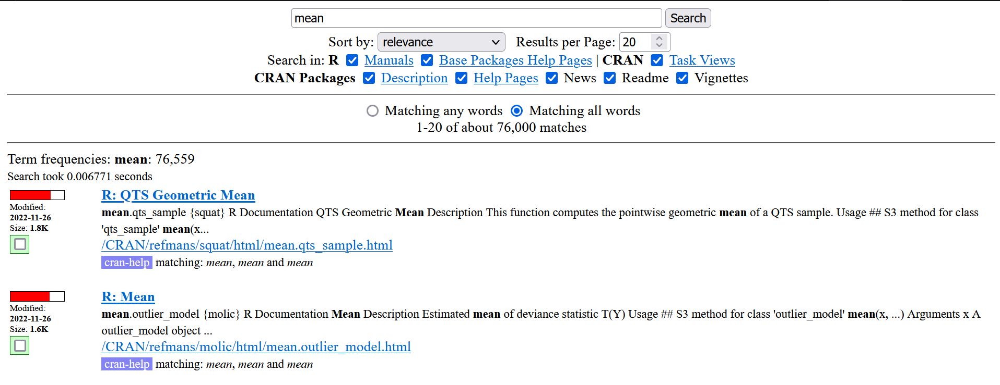 mean Search
Sort by: relevance Results per Page: 20
Search in: R Manuals Base Packages Help Pages | CRAN Task Views
CRAN Packages Description Help Pages News Readme Vignettes
Matching any words Matching all words
1-20 of about 76,000 matches
Term frequencies: mean: 76,559
Search took 0.006771 seconds
R: QTS Geometric Mean
Modified:
2022-11-26
Size: 1.8K
mean.qts_sample {squat} R Documentation QTS Geometric Mean Description This function computes the pointwise geometric mean of a QTS sample. Usage ## S3 method for class
'qts_sample' mean(x...
/CRAN/refmans/squat/html/mean.qts_sample.html
cran-help matching: mean, mean and mean
R: Mean
Modified:
2022-11-26
Size: 1.6K
mean.outlier_model {molic} R Documentation Mean Description Estimated mean of deviance statistic T(Y) Usage ## S3 method for class 'outlier_model' mean(x, ...) Arguments x A
outlier_model object ...
/CRAN/refmans/molic/html/mean.outlier_model.html
cran-help matching: mean, mean and mean